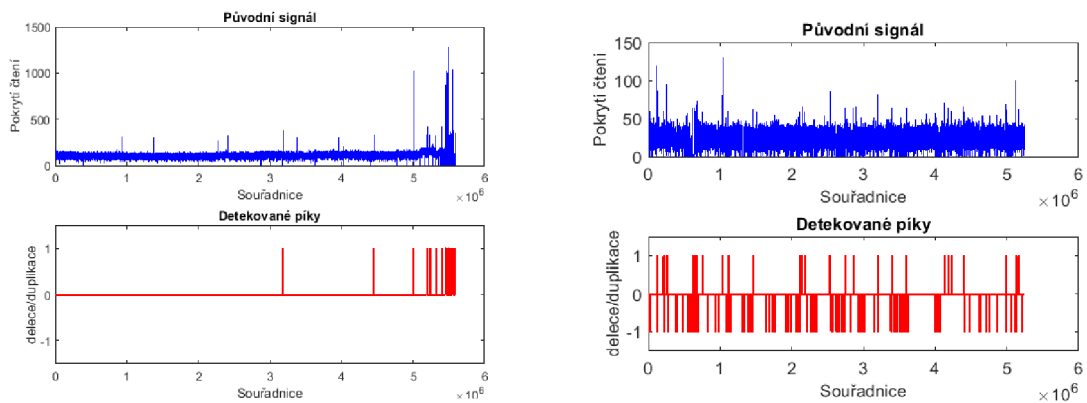 Původní signál
1500
1000
500
0
Pokrytí čtení
0 1 2 3 4 5 6
Souřadnice
×10^6
Detekované píky
1
0
-1
delece/duplikace
0 1 2 3 4 5 6
Souřadnice
×10^6
Původní signál
150
100
50
0
Pokrytí čtení
0 1 2 3 4 5 6
Souřadnice
×10^6
Detekované píky
1
0
-1
delece/duplikace
0 1 2 3 4 5 6
Souřadnice
×10^6